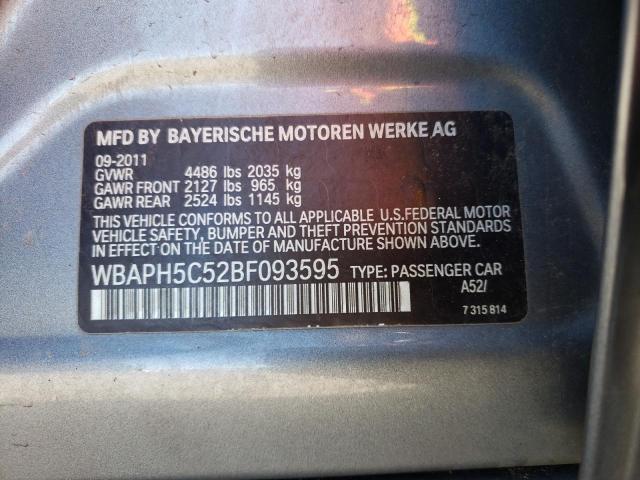 MFD BY BAYERISCHE MOTOREN WERKE AG
09-2011
GVWR 4486 lbs 2035 kg
GAWR FRONT 2127 lbs 965 kg
GAWR REAR 2524 lbs 1145 kg
THIS VEHICLE CONFORMS TO ALL APPLICABLE U.S.FEDERAL MOTOR
VEHICLE SAFETY, BUMPER AND THEFT PREVENTION STANDARDS
IN EFFECT ON THE DATE OF MANUFACTURE SHOWN ABOVE.
WBAPH5C52BF093595 TYPE: PASSENGER CAR
A52/
7 315 814